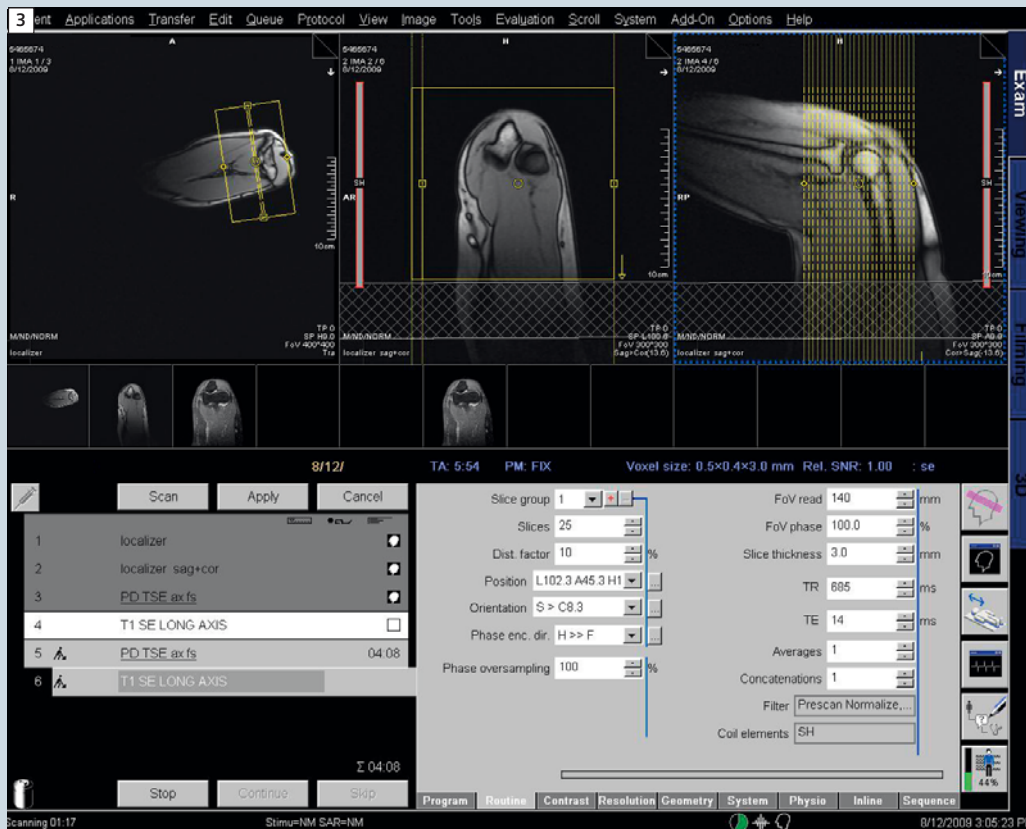 3 ent Applications Transfer Edit Queue Protocol View Image Tools Evaluation Scroll System Add-On Options Help
5465674
1 IMA 1 / 3
8/12/2009
A
R
10cm
M/ND/NORM
localizer
TP 0
SP H9.0
FoV 400*400
Tra
5465674
2 IMA 2 / 6
8/12/2009
H
SH
AR
10cm
M/ND/NORM
localizer sag+cor
TP 0
FoV 300*300
Sag>Cor(13.6)
5465674
2 IMA 4 / 6
8/12/2009
H
SH
RP
10cm
M/ND/NORM
localizer sag+cor
TP 0
FoV 300*300
Cor>Sag(-13.6)
Exam
Viewing
Filming
3D
8/12/ TA: 5:54 PM: FIX Voxel size: 0.5×0.4×3.0 mm Rel. SNR: 1.00 : se
Scan Apply Cancel
1 localizer
2 localizer sag+cor
3 PD TSE ax fs
4 T1 SE LONG AXIS
5 PD TSE ax fs 04:08
6 T1 SE LONG AXIS
Σ 04:08
Stop Continue Skip
Slice group 1
Slices 25
Dist. factor 10 %
Position L102.3 A45.3 H1
Orientation S > C8.3
Phase enc. dir. H >> F
Phase oversampling 100 %
FoV read 140 mm
FoV phase 100.0 %
Slice thickness 3.0 mm
TR 685 ms
TE 14 ms
Averages 1
Concatenations 1
Filter Prescan Normalize,...
Coil elements SH
44%
Program Routine Contrast Resolution Geometry System Physio Inline Sequence
Scanning 01:17 Stimu=NM SAR=NM 8/12/2009 3:05:23 P